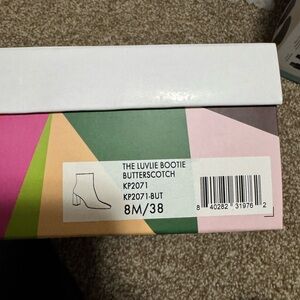 THE LUVLIE BOOTIE
BUTTERSCOTCH
KP2071
KP2071-BUT
8M/38
8 40282 31976 2